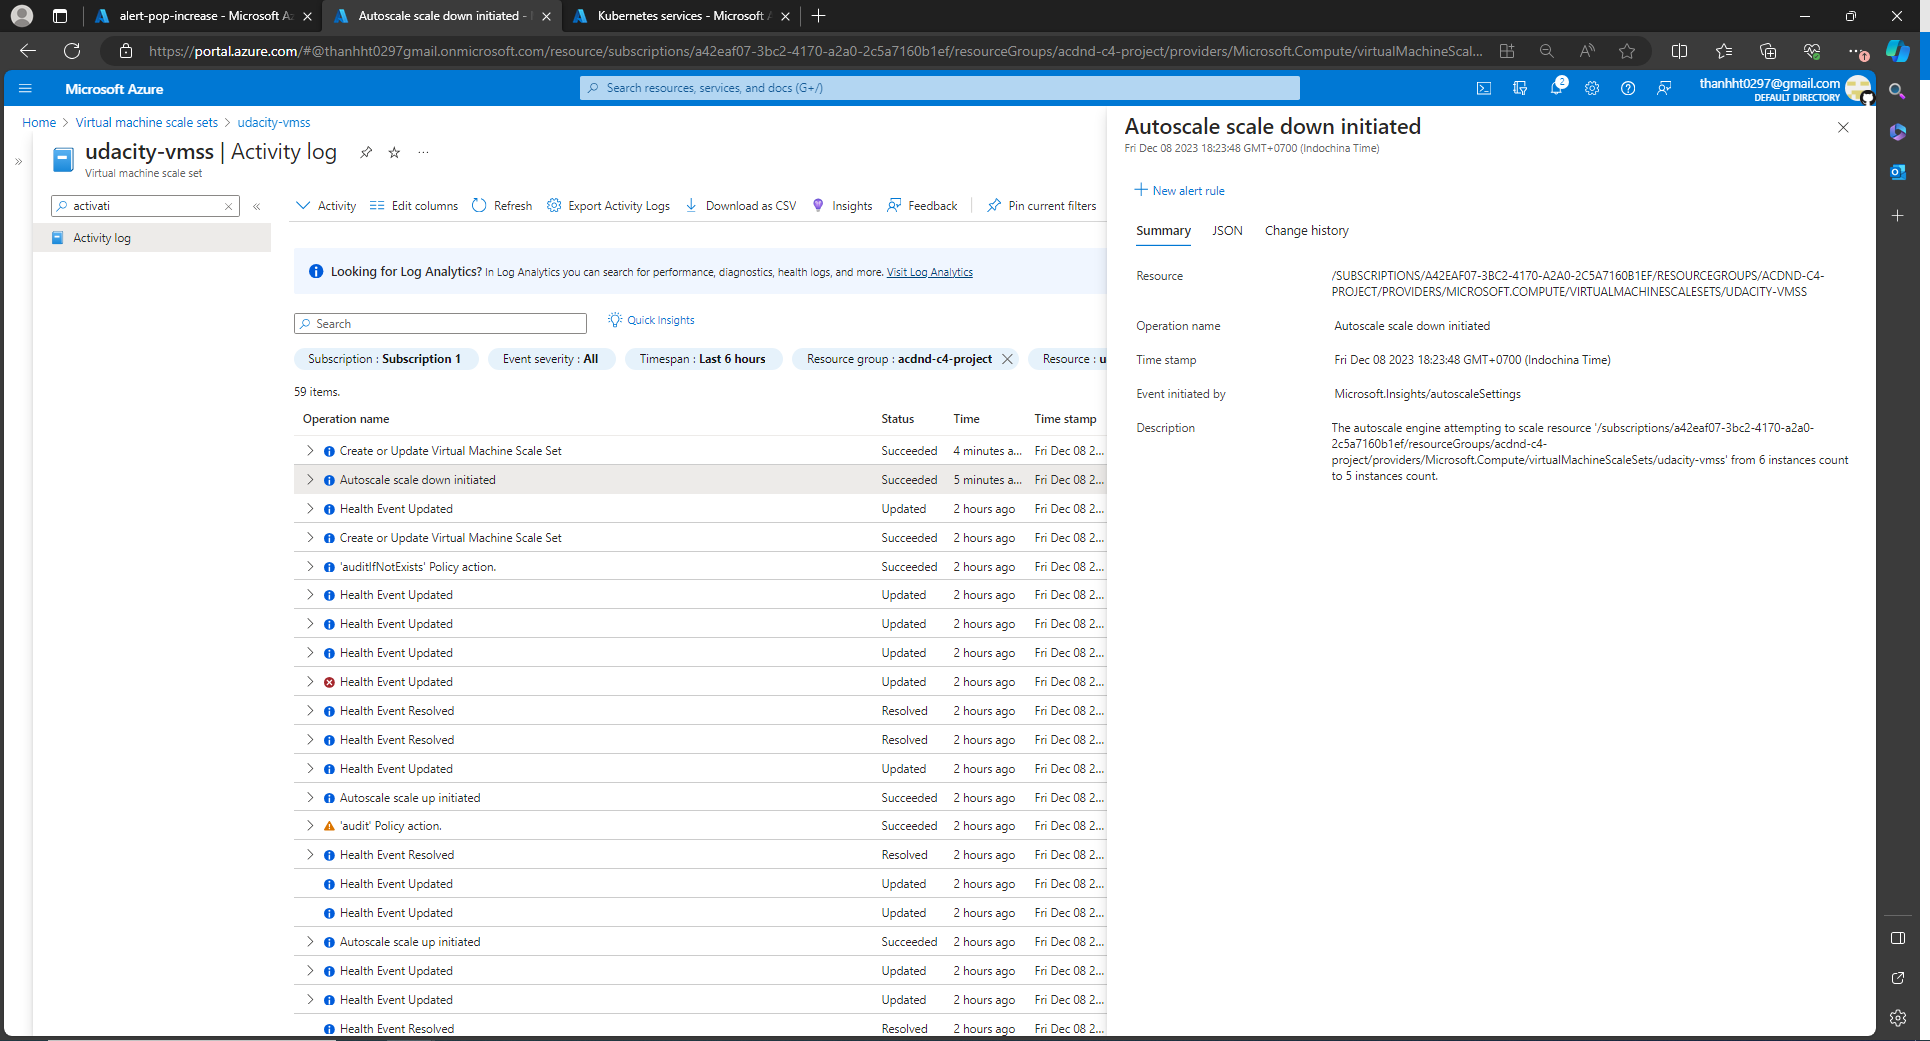 alert-pop-increase - Microsoft Az
Autoscale scale down initiated -
Kubernetes services - Microsoft A
https://portal.azure.com/#@thanhht0297gmail.onmicrosoft.com/resource/subscriptions/a42eaf07-3bc2-4170-a2a0-2c5a7160b1ef/resourceGroups/acdnd-c4-project/providers/Microsoft.Compute/virtualMachineScal...
1
Microsoft Azure
Search resources, services, and docs (G+/)
2
thanhht0297@gmail.com
DEFAULT DIRECTORY
Home > Virtual machine scale sets > udacity-vmss
udacity-vmss | Activity log
Virtual machine scale set
activati
Activity log
Activity Edit columns Refresh Export Activity Logs Download as CSV Insights Feedback Pin current filters
Looking for Log Analytics? In Log Analytics you can search for performance, diagnostics, health logs, and more. Visit Log Analytics
Search
Quick Insights
Subscription : Subscription 1 Event severity : All Timespan : Last 6 hours Resource group : acdnd-c4-project Resource : u
59 items.
Operation name Status Time Time stamp
Create or Update Virtual Machine Scale Set Succeeded 4 minutes a... Fri Dec 08 2...
Autoscale scale down initiated Succeeded 5 minutes a... Fri Dec 08 2...
Health Event Updated Updated 2 hours ago Fri Dec 08 2...
Create or Update Virtual Machine Scale Set Succeeded 2 hours ago Fri Dec 08 2...
'auditIfNotExists' Policy action. Succeeded 2 hours ago Fri Dec 08 2...
Health Event Updated Updated 2 hours ago Fri Dec 08 2...
Health Event Updated Updated 2 hours ago Fri Dec 08 2...
Health Event Updated Updated 2 hours ago Fri Dec 08 2...
Health Event Updated Updated 2 hours ago Fri Dec 08 2...
Health Event Resolved Resolved 2 hours ago Fri Dec 08 2...
Health Event Resolved Resolved 2 hours ago Fri Dec 08 2...
Health Event Updated Updated 2 hours ago Fri Dec 08 2...
Autoscale scale up initiated Succeeded 2 hours ago Fri Dec 08 2...
'audit' Policy action. Succeeded 2 hours ago Fri Dec 08 2...
Health Event Resolved Resolved 2 hours ago Fri Dec 08 2...
Health Event Updated Updated 2 hours ago Fri Dec 08 2...
Health Event Updated Updated 2 hours ago Fri Dec 08 2...
Autoscale scale up initiated Succeeded 2 hours ago Fri Dec 08 2...
Health Event Updated Updated 2 hours ago Fri Dec 08 2...
Health Event Updated Updated 2 hours ago Fri Dec 08 2...
Health Event Resolved Resolved 2 hours ago Fri Dec 08 2...
Autoscale scale down initiated
Fri Dec 08 2023 18:23:48 GMT+0700 (Indochina Time)
New alert rule
Summary JSON Change history
Resource /SUBSCRIPTIONS/A42EAF07-3BC2-4170-A2A0-2C5A7160B1EF/RESOURCEGROUPS/ACDND-C4-
PROJECT/PROVIDERS/MICROSOFT.COMPUTE/VIRTUALMACHINESCALESETS/UDACITY-VMSS
Operation name Autoscale scale down initiated
Time stamp Fri Dec 08 2023 18:23:48 GMT+0700 (Indochina Time)
Event initiated by Microsoft.Insights/autoscaleSettings
Description The autoscale engine attempting to scale resource '/subscriptions/a42eaf07-3bc2-4170-a2a0-
2c5a7160b1ef/resourceGroups/acdnd-c4-
project/providers/Microsoft.Compute/virtualMachineScaleSets/udacity-vmss' from 6 instances count
to 5 instances count.